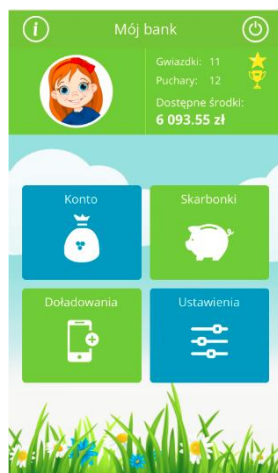 i
Mój bank
Gwiazdki: 11
Puchary: 12
Dostępne środki:
6 093.55 zł
Konto
Skarbonki
Doładowania
Ustawienia